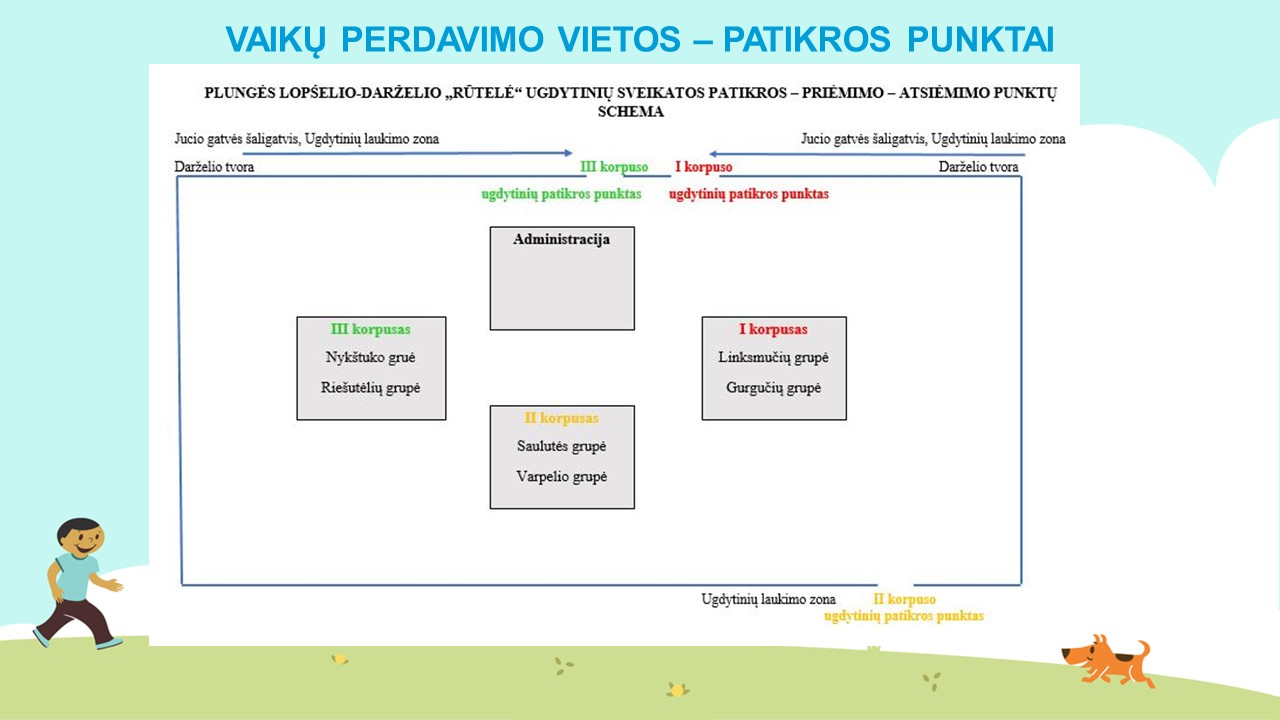 VAIKŲ PERDAVIMO VIETOS – PATIKROS PUNKTAI
PLUNGĖS LOPŠELIO-DARŽELIO „RŪTELĖ“ UGDYTINIŲ SVEIKATOS PATIKROS – PRIĖMIMO – ATSIĖMIMO PUNKTŲ
SCHEMA
Jucio gatvės šaligatvis, Ugdytinių laukimo zona
Jucio gatvės šaligatvis, Ugdytinių laukimo zona
Darželio tvora
III korpuso
I korpuso
Darželio tvora
ugdytinių patikros punktas
ugdytinių patikros punktas
Administracija
III korpusas
Nykštuko gruė
Riešutėlių grupė
I korpusas
Linksmučių grupė
Gurgučių grupė
II korpusas
Saulutės grupė
Varpelio grupė
Ugdytinių laukimo zona
II korpuso
ugdytinių patikros punktas